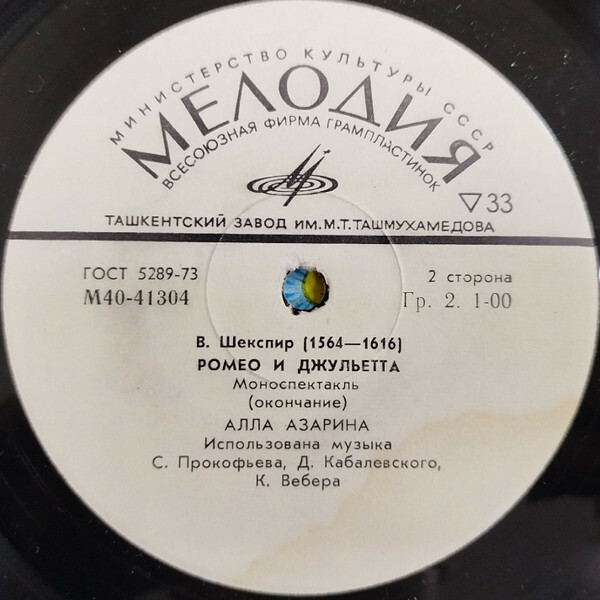 МИНИСТЕРСТВО КУЛЬТУРЫ СССР
МЕЛОДИЯ
ВСЕСОЮЗНАЯ ФИРМА ГРАМПЛАСТИНОК
▽33
ТАШКЕНТСКИЙ ЗАВОД ИМ. М.Т. ТАШМУХАМЕДОВА
ГОСТ 5289-73
2 сторона
М40-41304
Гр. 2. 1-00
В. Шекспир (1564—1616)
РОМЕО И ДЖУЛЬЕТТА
Моноспектакль
(окончание)
АЛЛА АЗАРИНА
Использована музыка
С. Прокофьева, Д. Кабалевского,
К. Вебера